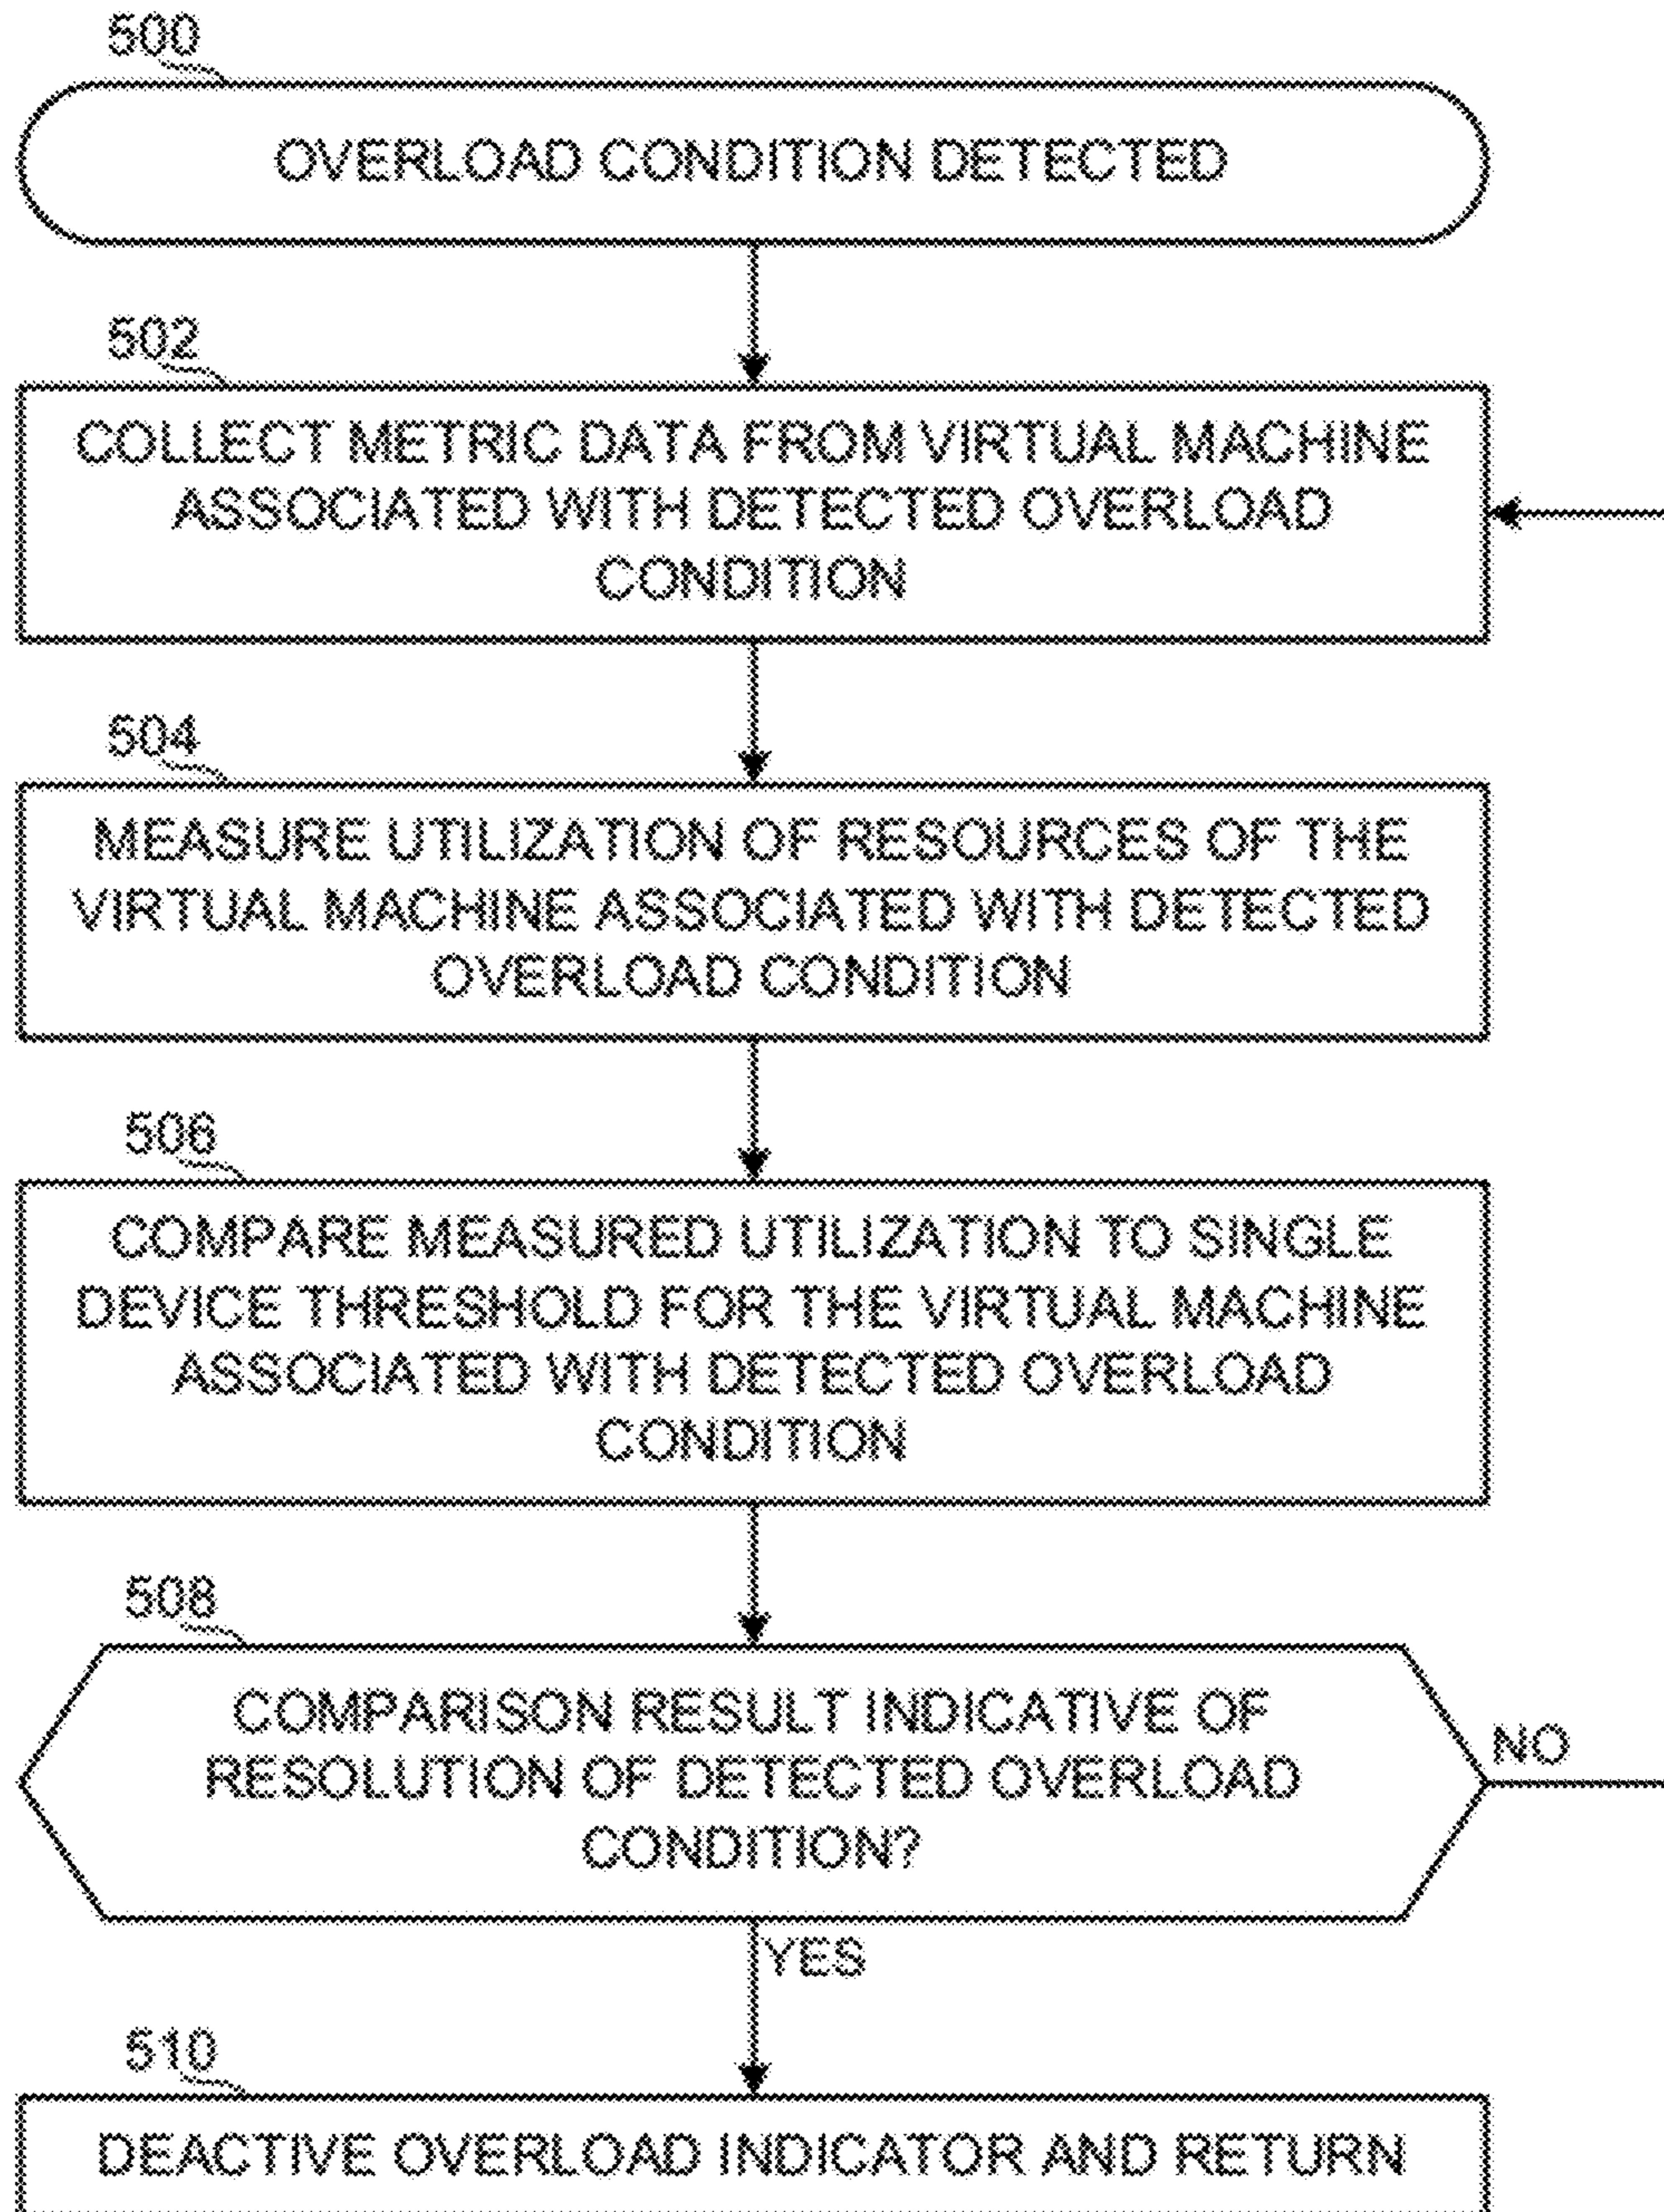 500
OVERLOAD CONDITION DETECTED
502
COLLECT METRIC DATA FROM VIRTUAL MACHINE
ASSOCIATED WITH DETECTED OVERLOAD
CONDITION
504
MEASURE UTILIZATION OF RESOURCES OF THE
VIRTUAL MACHINE ASSOCIATED WITH DETECTED
OVERLOAD CONDITION
506
COMPARE MEASURED UTILIZATION TO SINGLE
DEVICE THRESHOLD FOR THE VIRTUAL MACHINE
ASSOCIATED WITH DETECTED OVERLOAD
CONDITION
508
COMPARISON RESULT INDICATIVE OF
RESOLUTION OF DETECTED OVERLOAD
CONDITION?
NO
YES
510
DEACTIVE OVERLOAD INDICATOR AND RETURN